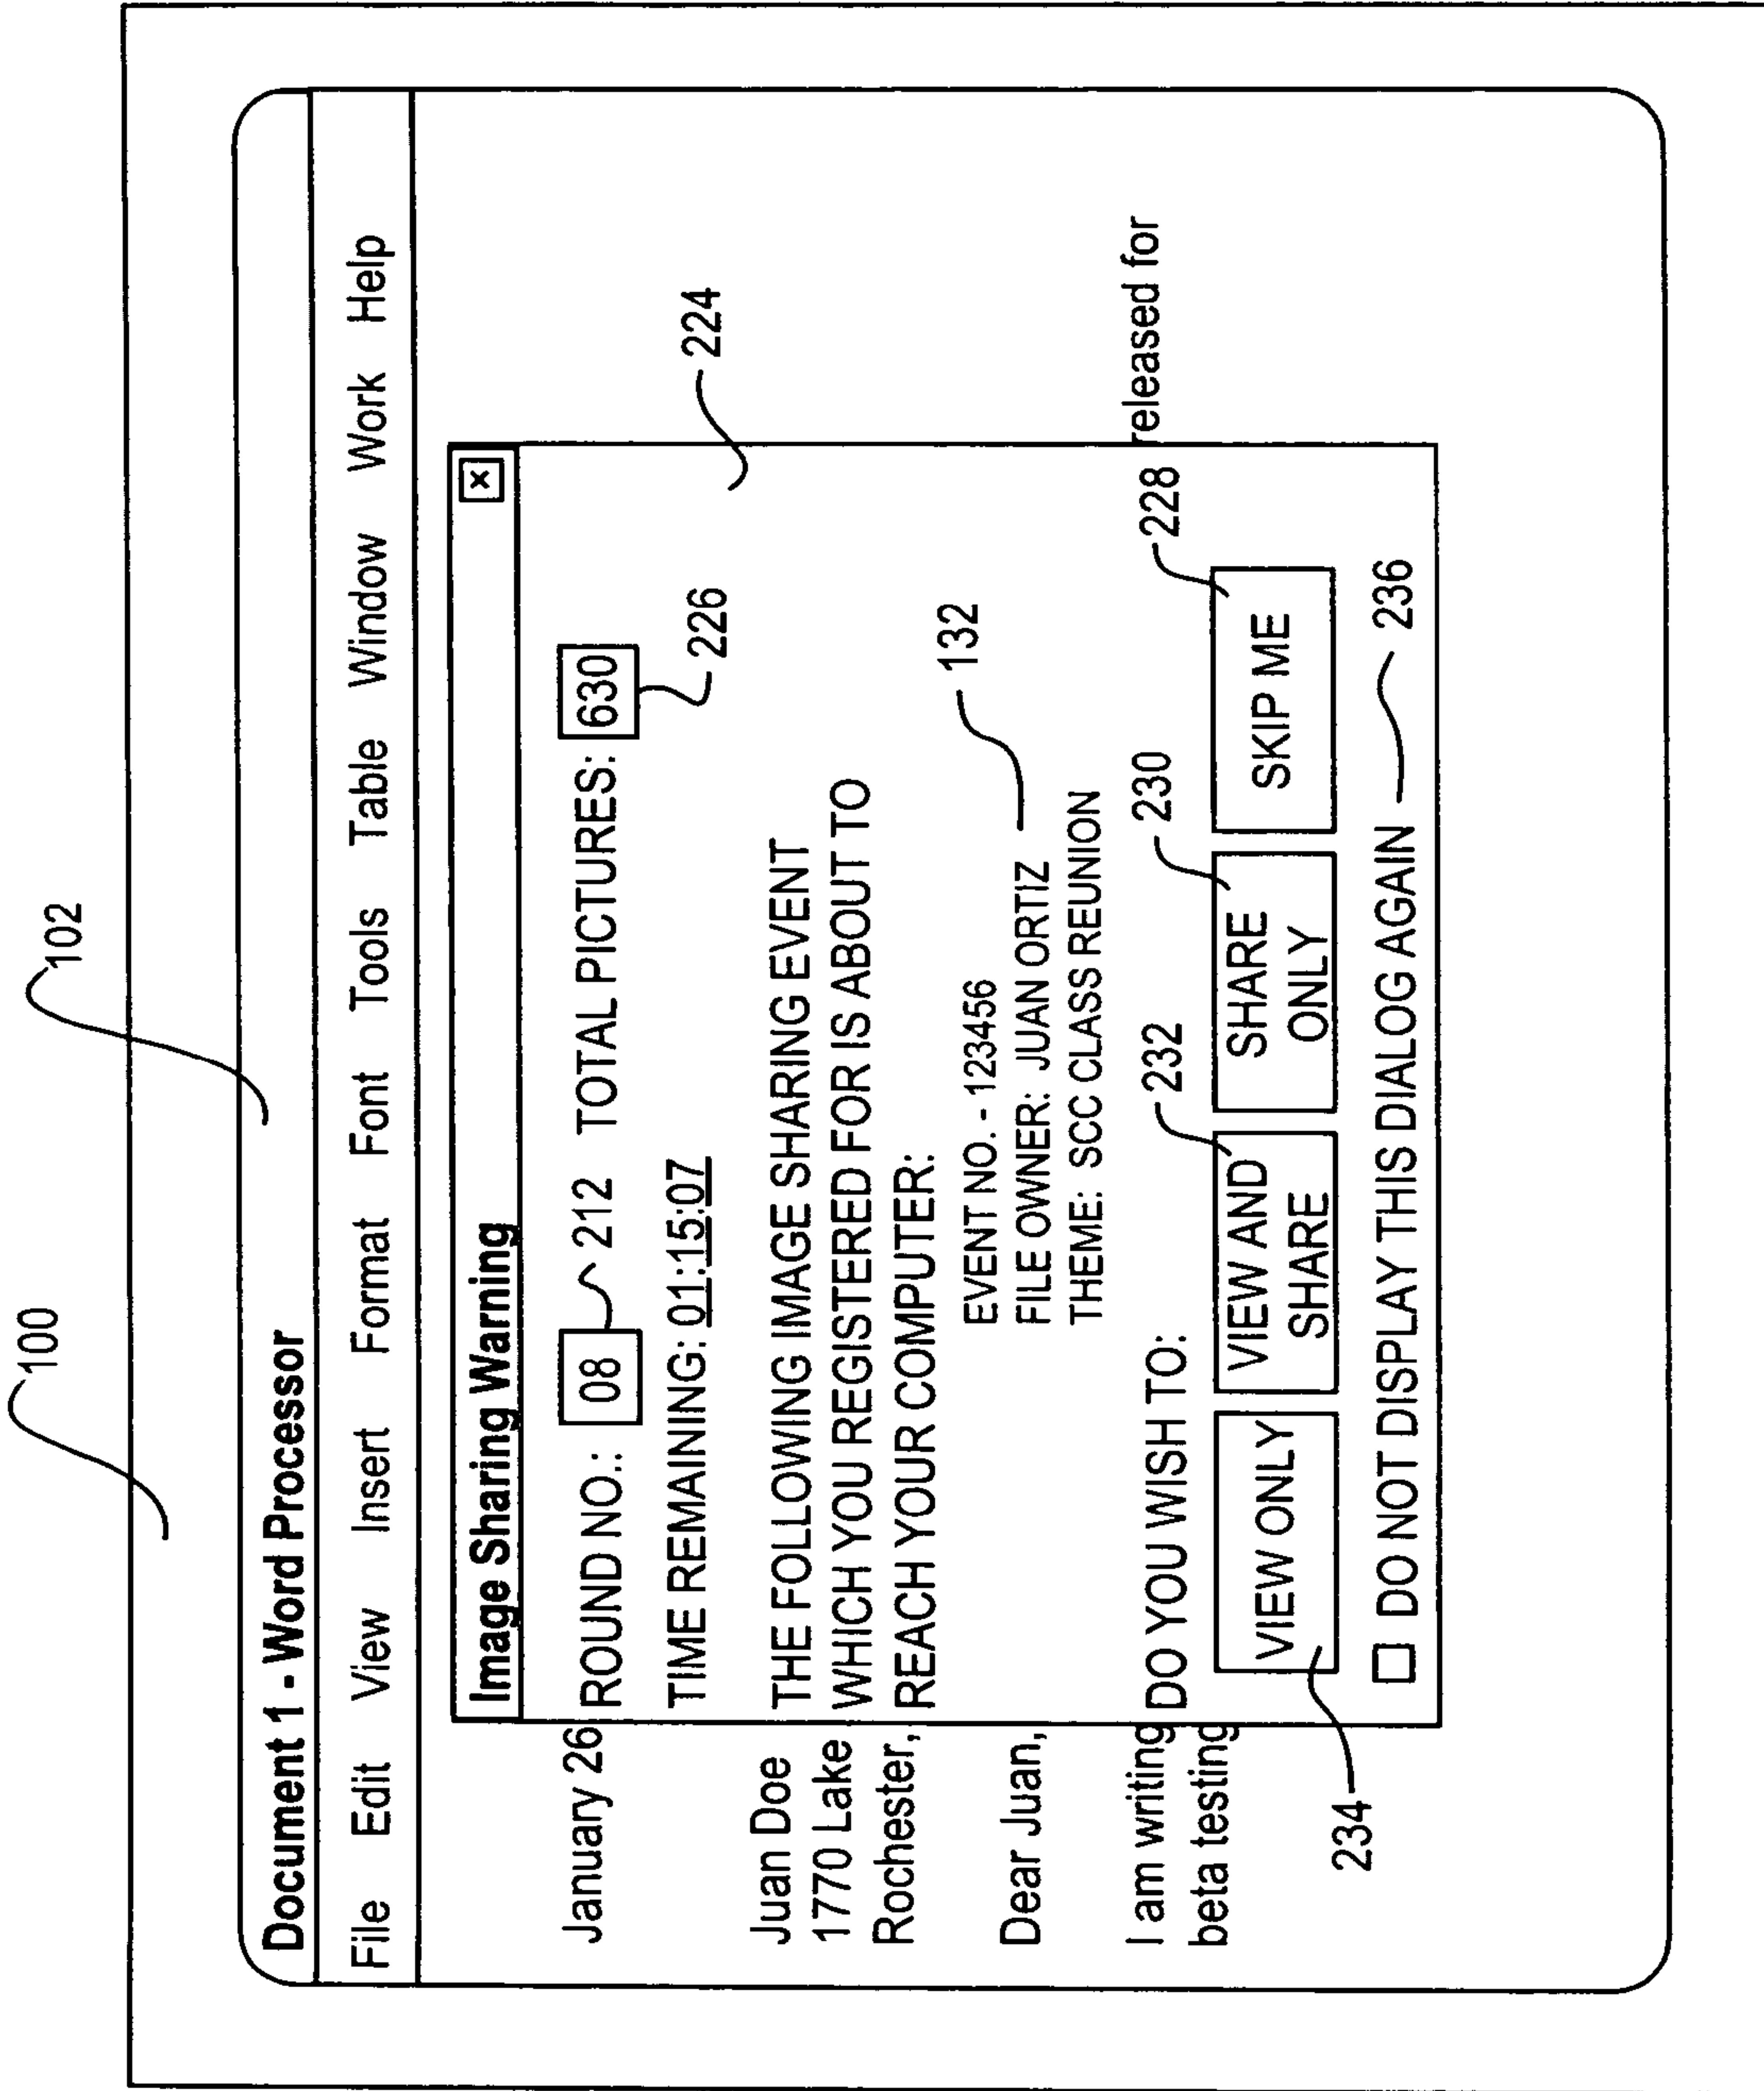 100
102
Document 1 - Word Processor
File Edit View Insert Format Font Tools Table Window Work Help
Image Sharing Warning x
January 26 ROUND NO.: 08 212 TOTAL PICTURES: 630
226
224
TIME REMAINING: 01:15:07
Juan Doe
1770 Lake
Rochester,
THE FOLLOWING IMAGE SHARING EVENT
WHICH YOU REGISTERED FOR IS ABOUT TO
REACH YOUR COMPUTER:
132
EVENT NO. - 123456
FILE OWNER: JUAN ORTIZ
THEME: SCC CLASS REUNION
Dear Juan,
I am writing
released for
beta testing
DO YOU WISH TO:
232
230
228
VIEW ONLY
VIEW AND
SHARE
SHARE
ONLY
SKIP ME
234
DO NOT DISPLAY THIS DIALOG AGAIN 236